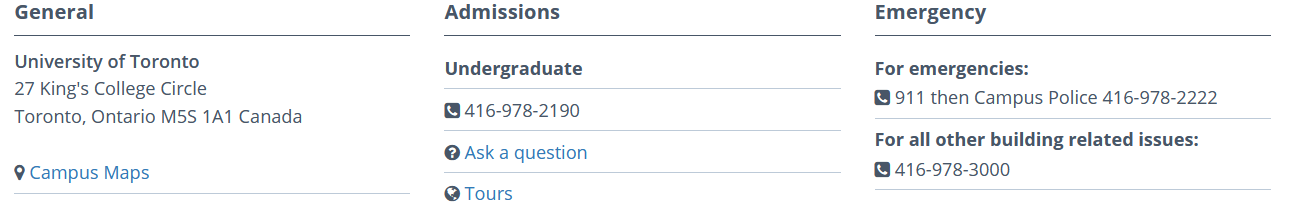 General
University of Toronto
27 King's College Circle
Toronto, Ontario M5S 1A1 Canada
Campus Maps
Admissions
Undergraduate
416-978-2190
Ask a question
Tours
Emergency
For emergencies:
911 then Campus Police 416-978-2222
For all other building related issues:
416-978-3000